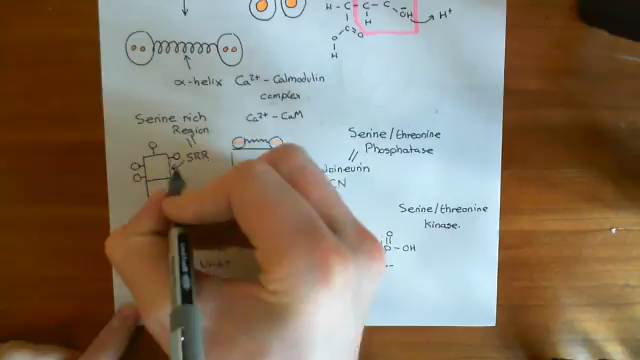 H - C - C - C
H
OH
H⁺
C
O
O
H
α-helix Ca²⁺-Calmodulin
complex
Serine rich
Region
Ca²⁺-CaM
SRR
Serine/threonine
Phosphatase
CN
Serine/threonine
Kinase.
O
P-OH